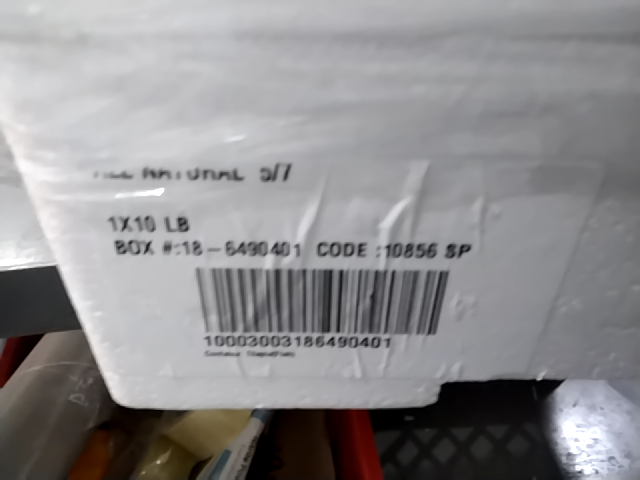 ALL NATURAL 5/7
1X10 LB
BOX #:18-6490401 CODE :10856 SP
10003003186490401